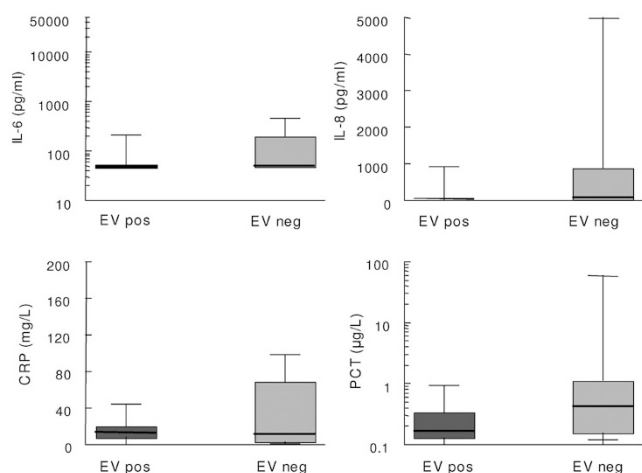 IL-6 (pg/ml)
50000
10000
1000
100
10
EV pos
EV neg
IL-8 (pg/ml)
5000
4000
3000
2000
1000
0
EV pos
EV neg
CRP (mg/L)
200
160
120
80
40
0
EV pos
EV neg
PCT (µg/L)
100
10
1
0.1
EV pos
EV neg